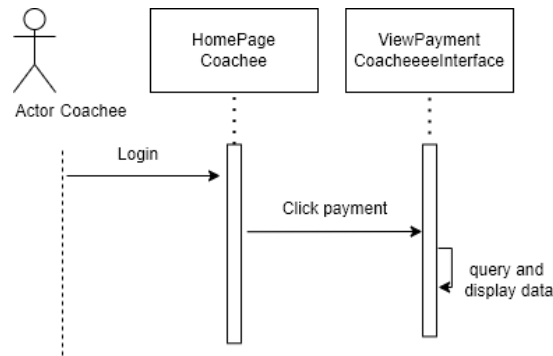 HomePage
Coachee
ViewPayment
CoacheeeeInterface
Actor Coachee
Login
Click payment
query and
display data